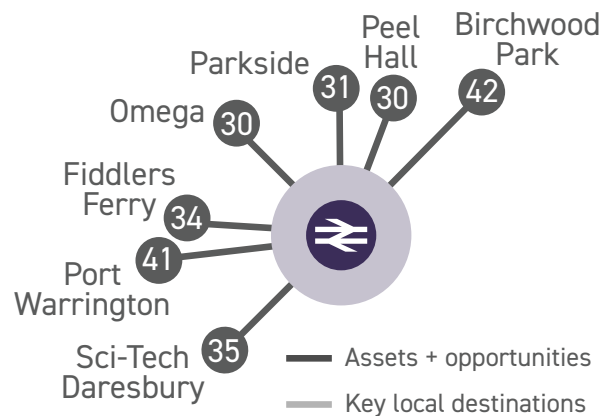 Birchwood
Park
42
Peel
Hall
30
Parkside
31
Omega
30
Fiddlers
Ferry
34
Port
Warrington
41
Sci-Tech
Daresbury
35
Assets + opportunities
Key local destinations